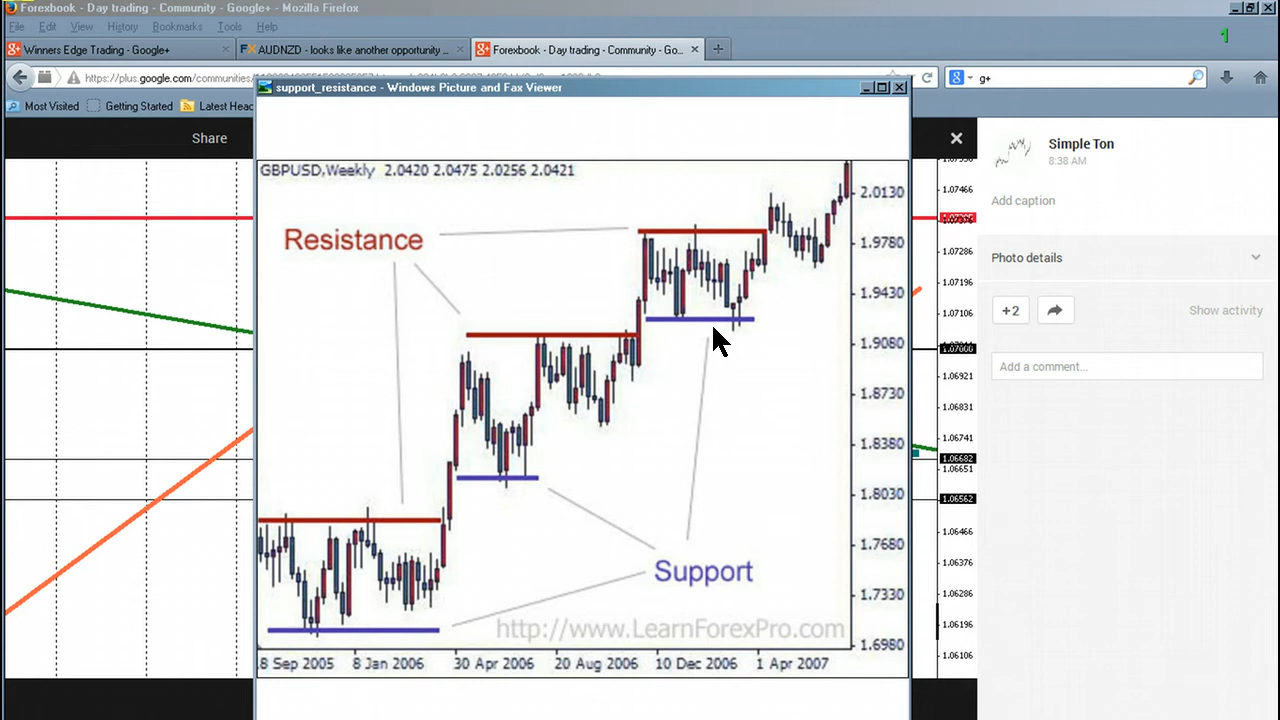 Forexbook - Day trading - Community - Google+ - Mozilla Firefox
File Edit View History Bookmarks Tools Help
1
Winners Edge Trading - Google+
AUDNZD - looks like another opportunity ...
Forexbook - Day trading - Community - Go...
https://plus.google.com/communities/
g+
Most Visited Getting Started Latest Head
support_resistance - Windows Picture and Fax Viewer
Share
Simple Ton
8:38 AM
Add caption
Photo details
+2
Show activity
Add a comment...
GBPUSD,Weekly 2.0420 2.0475 2.0256 2.0421
Resistance
Support
http://www.LearnForexPro.com
2.0130
1.9780
1.9430
1.9080
1.8730
1.8380
1.8030
1.7680
1.7330
1.6980
8 Sep 2005 8 Jan 2006 30 Apr 2006 20 Aug 2006 10 Dec 2006 1 Apr 2007
1.07466
1.07376
1.07286
1.07196
1.07106
1.07000
1.06921
1.06831
1.06741
1.06682
1.06651
1.06562
1.06466
1.06376
1.06286
1.06196
1.06106